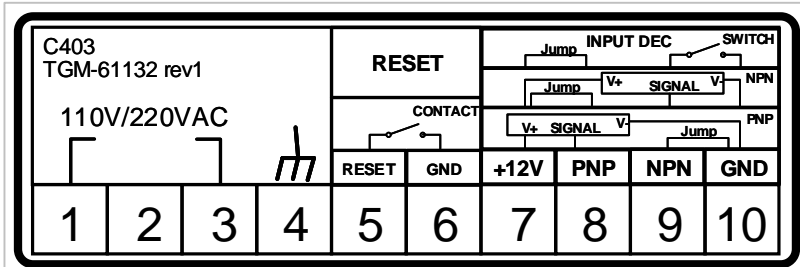 C403
TGM-61132 rev1
110V/220VAC
RESET
CONTACT
RESET GND
Jump INPUT DEC SWITCH
Jump V+ SIGNAL V- NPN
V+ SIGNAL V- Jump PNP
+12V PNP NPN GND
1 2 3 4 5 6 7 8 9 10